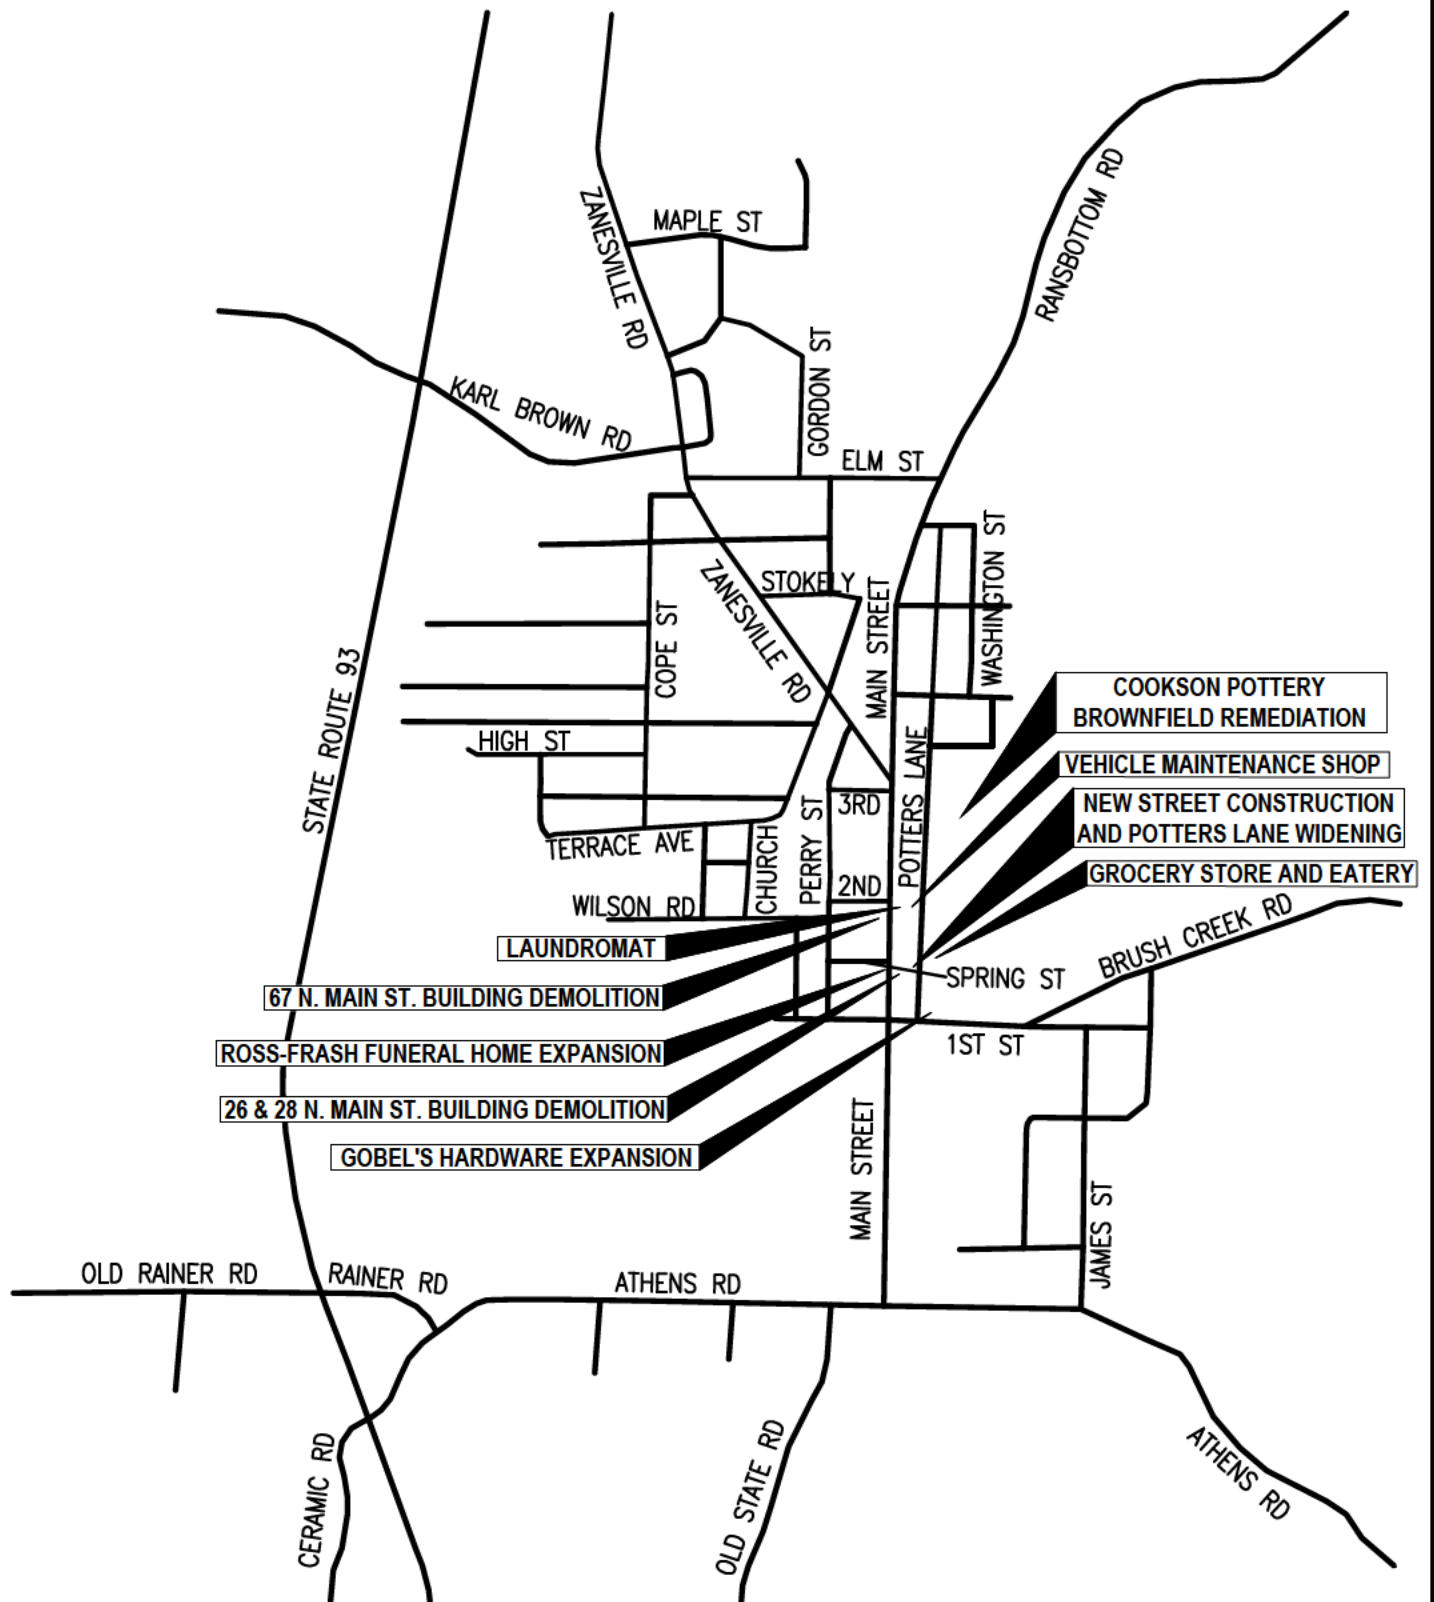 MAPLE ST
ZANESVILLE RD
RANSBOTTOM RD
KARL BROWN RD
GORDON ST
ELM ST
STOKELY
ZANESVILLE RD
MAIN STREET
WASHINGTON ST
COPE ST
STATE ROUTE 93
HIGH ST
POTTERS LANE
COOKSON POTTERY
BROWNFIELD REMEDIATION
VEHICLE MAINTENANCE SHOP
NEW STREET CONSTRUCTION
AND POTTERS LANE WIDENING
GROCERY STORE AND EATERY
3RD
TERRACE AVE
CHURCH
PERRY ST
2ND
WILSON RD
BRUSH CREEK RD
LAUNDROMAT
SPRING ST
67 N. MAIN ST. BUILDING DEMOLITION
ROSS-FRASH FUNERAL HOME EXPANSION
1ST ST
26 & 28 N. MAIN ST. BUILDING DEMOLITION
GOBEL'S HARDWARE EXPANSION
MAIN STREET
JAMES ST
OLD RAINER RD
RAINER RD
ATHENS RD
CERAMIC RD
OLD STATE RD
ATHENS RD